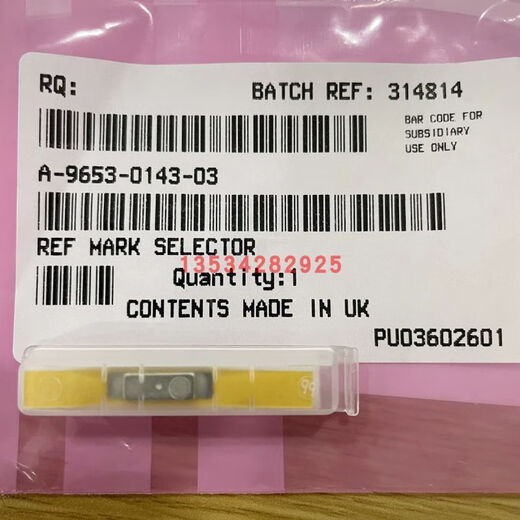 RQ:
BATCH REF: 314814
BAR CODE FOR
SUBSIDIARY
USE ONLY
A-9653-0143-03
REF MARK SELECTOR
13534282925
Quantity:1
CONTENTS MADE IN UK
PU03602601